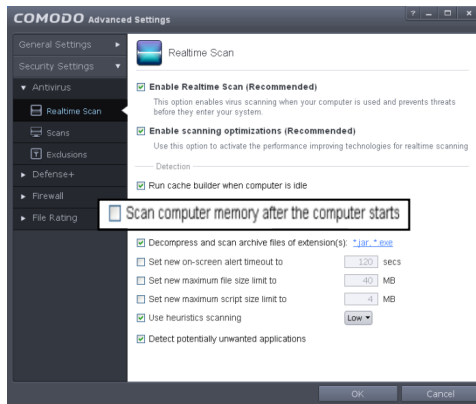 COMODO Advanced Settings
? – □ x
General Settings
Security Settings
Antivirus
Realtime Scan
Scans
Exclusions
Defense+
Firewall
File Rating
Realtime Scan
Enable Realtime Scan (Recommended)
This option enables virus scanning when your computer is used and prevents threats
before they enter your system.
Enable scanning optimizations (Recommended)
Use this option to activate the performance improving technologies for realtime scanning
Detection
Run cache builder when computer is idle
Scan computer memory after the computer starts
Decompress and scan archive files of extension(s): *.jar, *.exe
Set new on-screen alert timeout to 120 secs
Set new maximum file size limit to 40 MB
Set new maximum script size limit to 4 MB
Use heuristics scanning Low
Detect potentially unwanted applications
OK Cancel